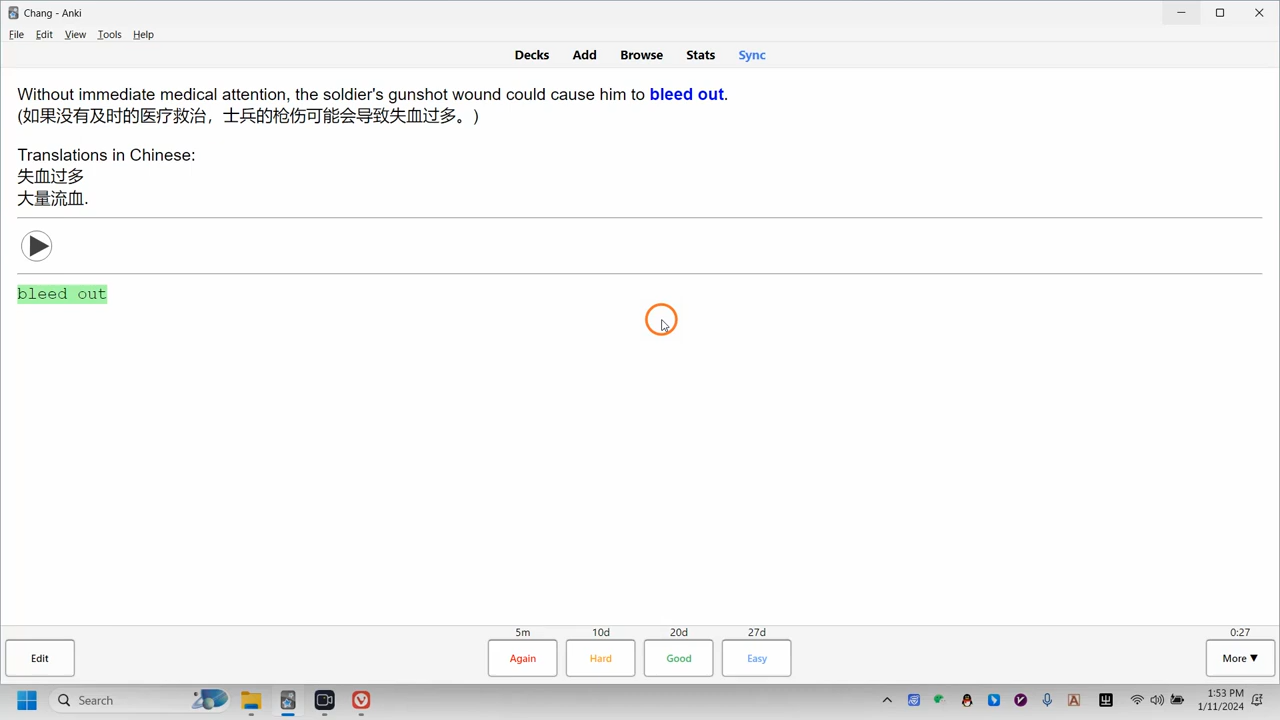 Chang - Anki
File Edit View Tools Help
Decks Add Browse Stats Sync
Without immediate medical attention, the soldier's gunshot wound could cause him to bleed out.
(如果没有及时的医疗救治，士兵的枪伤可能会导致失血过多。)
Translations in Chinese:
失血过多
大量流血.
bleed out
5m 10d 20d 27d 0:27
Edit Again Hard Good Easy More ▼
Search
1:53 PM
1/11/2024